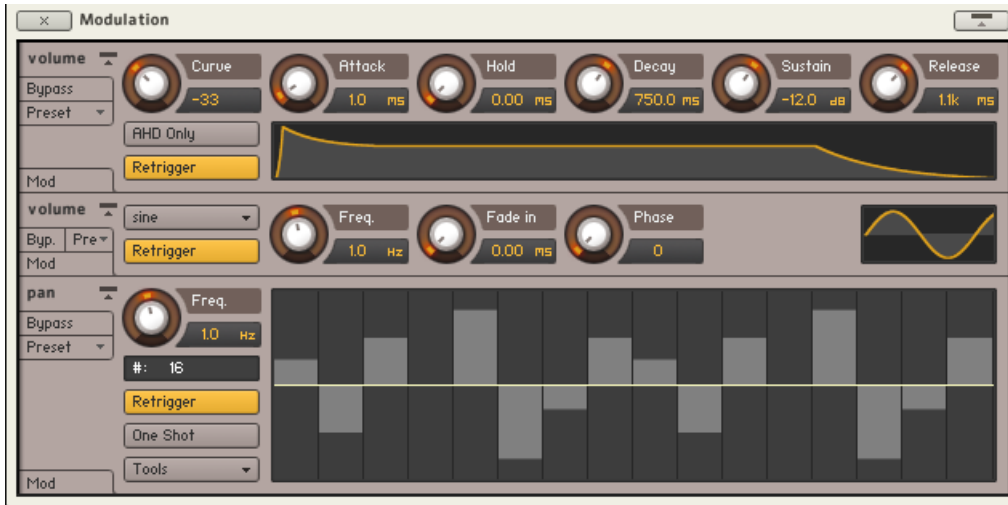 × Modulation
volume Curve Attack Hold Decay Sustain Release
Bypass -33 1.0 ms 0.00 ms 750.0 ms -12.0 dB 1.1k ms
Preset
AHD Only
Retrigger
Mod
volume sine Freq. Fade in Phase
Byp. Pre Retrigger 1.0 Hz 0.00 ms 0
Mod
pan Freq.
Bypass 1.0 Hz
Preset
#: 16
Retrigger
One Shot
Tools
Mod